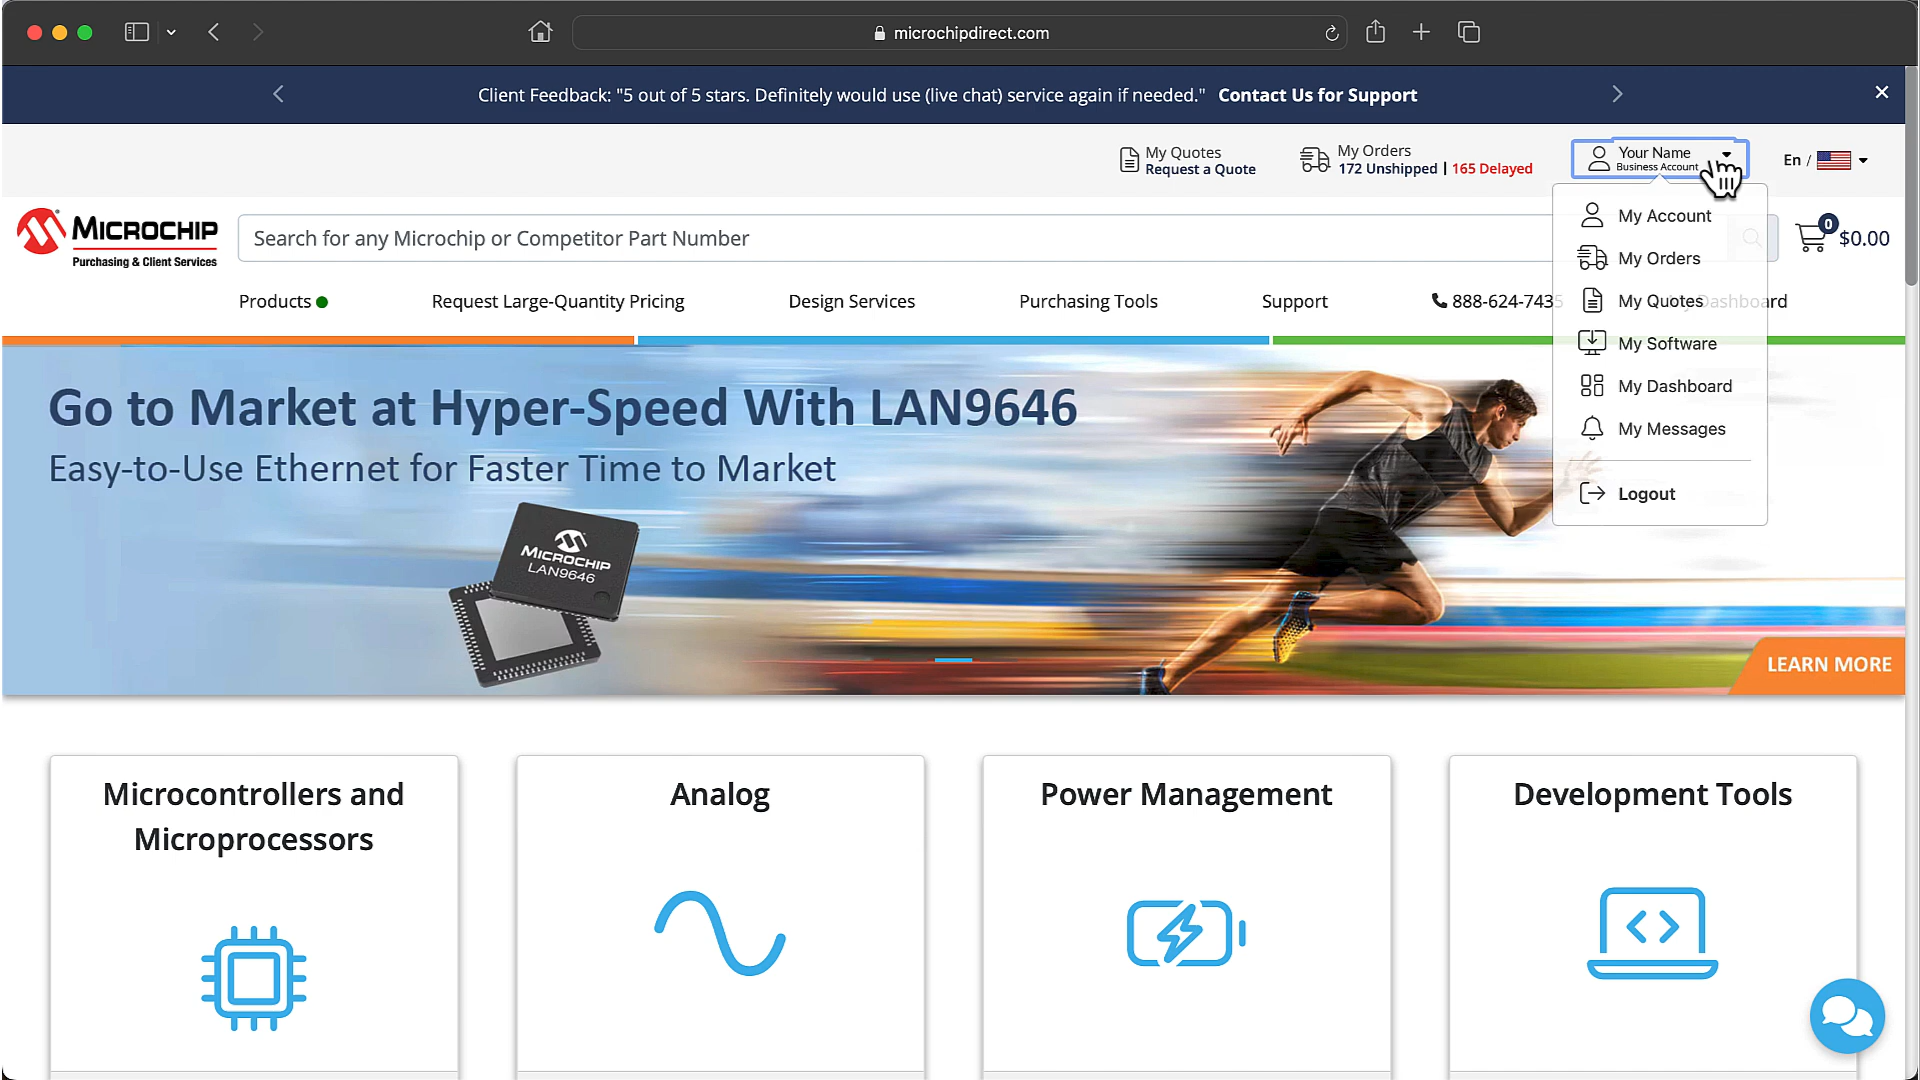 microchipdirect.com
Client Feedback: "5 out of 5 stars. Definitely would use (live chat) service again if needed." Contact Us for Support
My Quotes
Request a Quote
My Orders
172 Unshipped | 165 Delayed
Your Name
Business Account
En /
MICROCHIP
Purchasing & Client Services
Search for any Microchip or Competitor Part Number
0
$0.00
Products
Request Large-Quantity Pricing
Design Services
Purchasing Tools
Support
888-624-7435
Dashboard
My Account
My Orders
My Quotes
My Software
My Dashboard
My Messages
Logout
Go to Market at Hyper-Speed With LAN9646
Easy-to-Use Ethernet for Faster Time to Market
MICROCHIP
LAN9646
LEARN MORE
Microcontrollers and
Microprocessors
Analog
Power Management
Development Tools